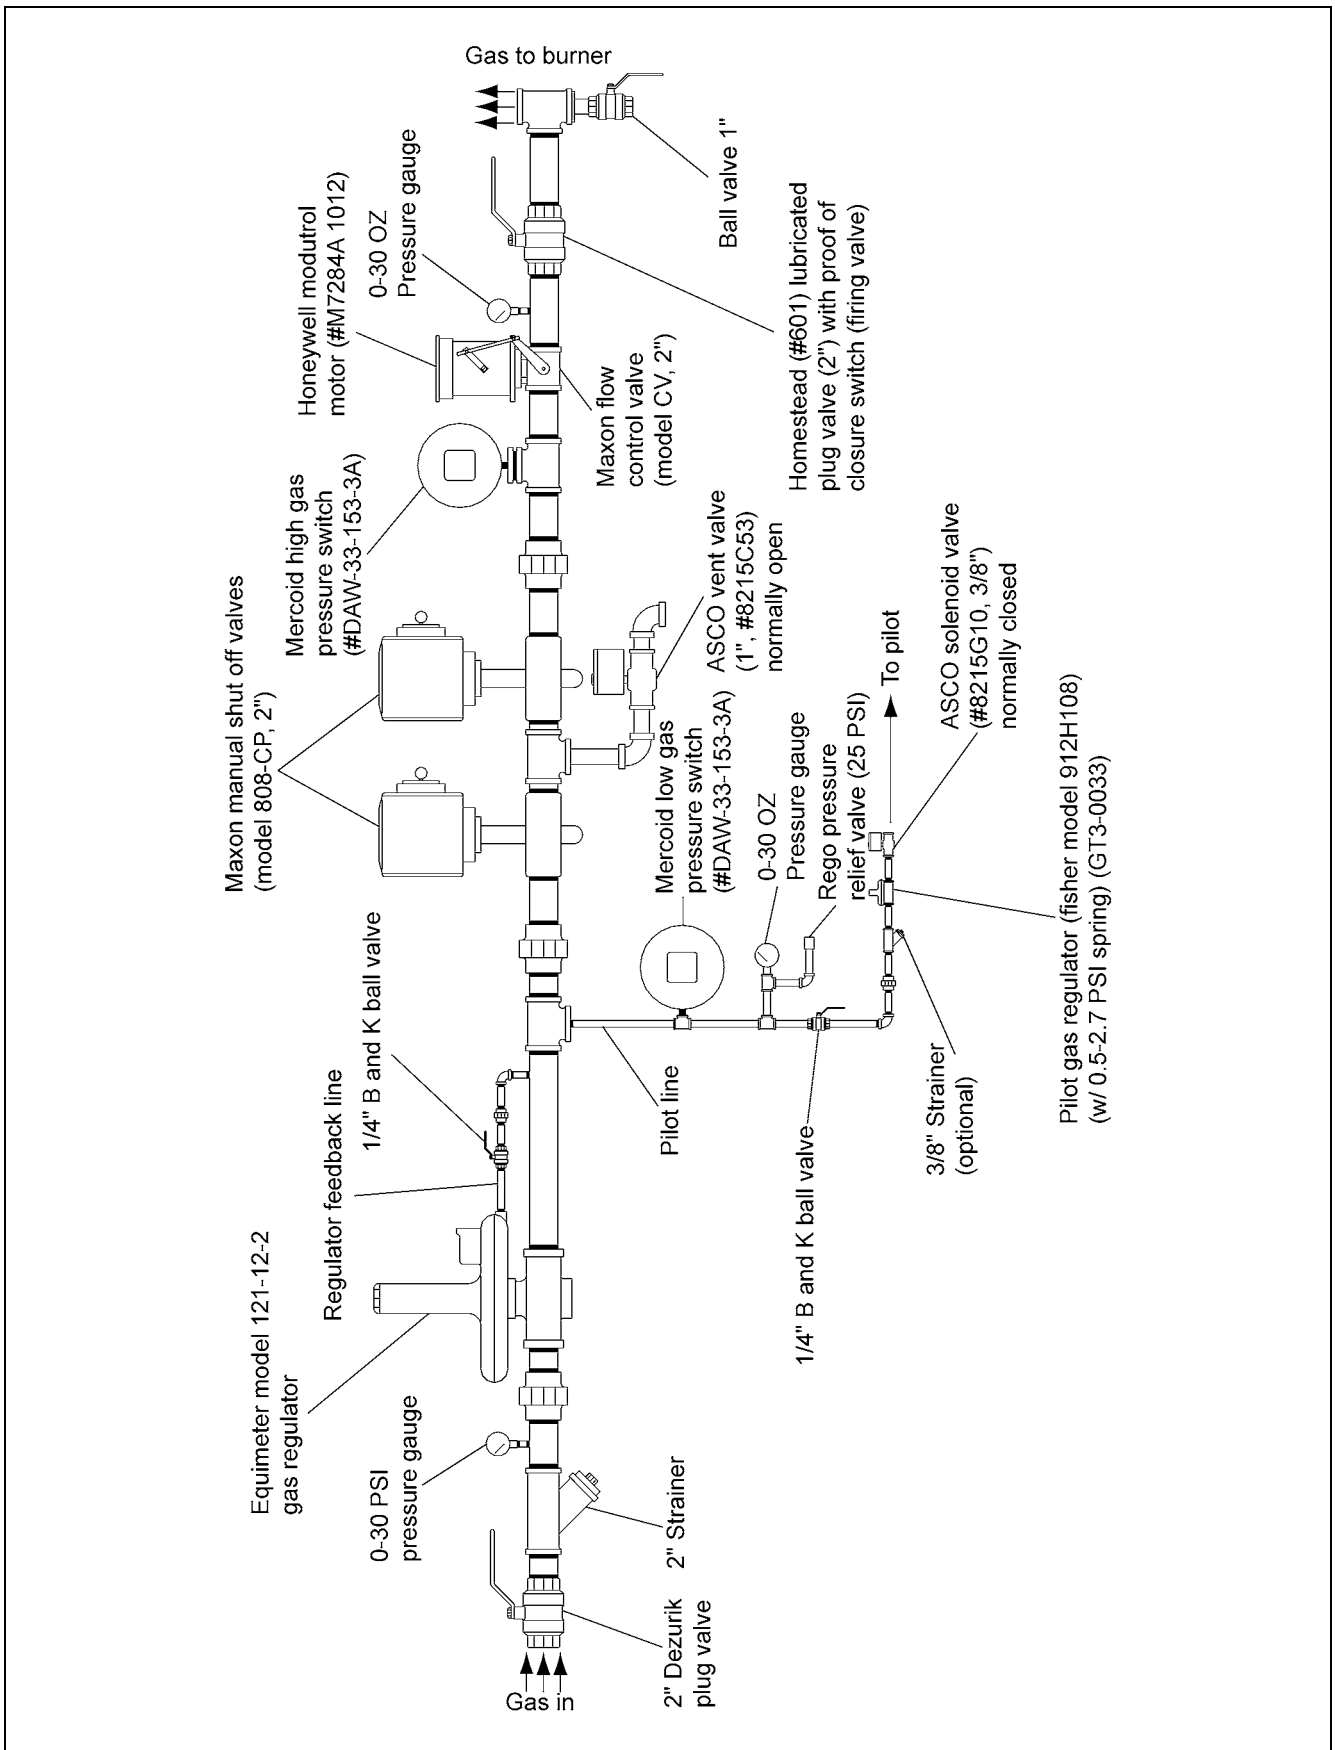 Gas to burner
Ball valve 1"
Homestead (#601) lubricated
plug valve (2") with proof of
closure switch (firing valve)
0-30 OZ
Pressure gauge
Honeywell modutrol
motor (#M7284A 1012)
Maxon flow
control valve
(model CV, 2")
Mercoid high gas
pressure switch
(#DAW-33-153-3A)
Maxon manual shut off valves
(model 808-CP, 2")
ASCO vent valve
(1", #8215C53)
normally open
Mercoid low gas
pressure switch
(#DAW-33-153-3A)
0-30 OZ
Pressure gauge
Rego pressure
relief valve (25 PSI)
To pilot
ASCO solenoid valve
(#8215G10, 3/8")
normally closed
Pilot gas regulator (fisher model 912H108)
(w/ 0.5-2.7 PSI spring) (GT3-0033)
3/8" Strainer
(optional)
1/4" B and K ball valve
Pilot line
1/4" B and K ball valve
Regulator feedback line
Equimeter model 121-12-2
gas regulator
0-30 PSI
pressure gauge
2" Strainer
2" Dezurik
plug valve
Gas in